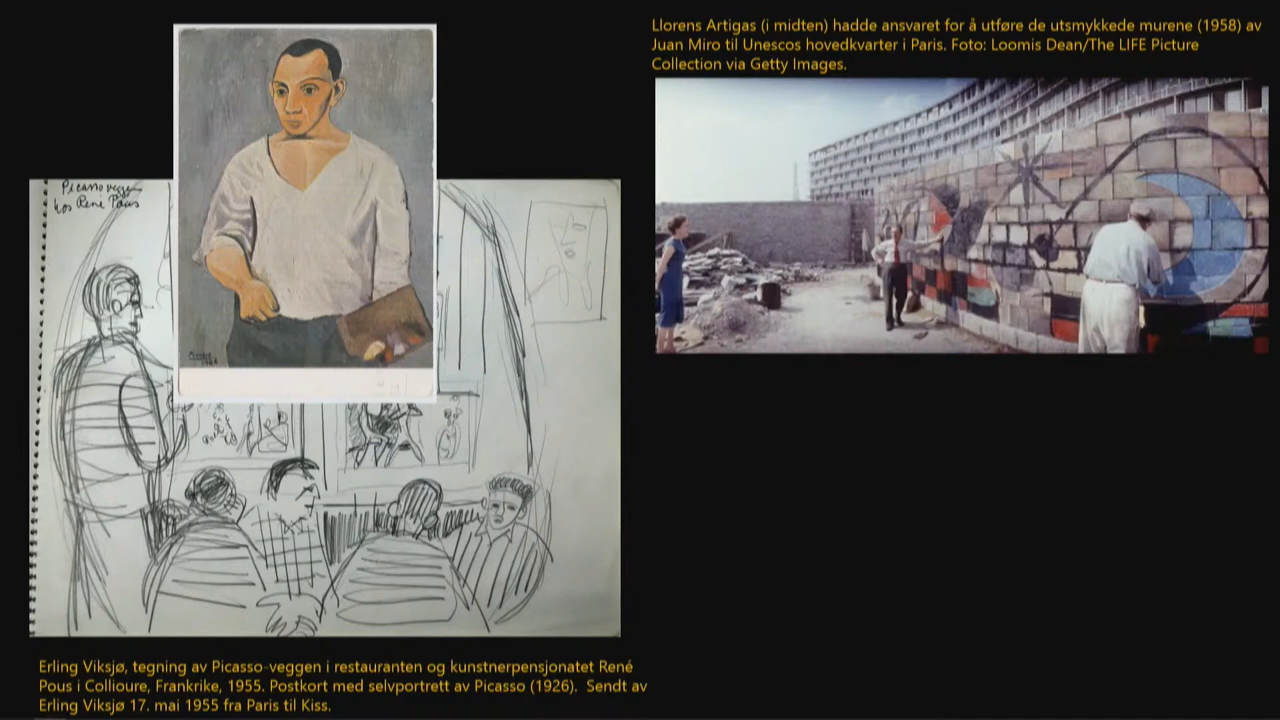 Llorens Artigas (i midten) hadde ansvaret for å utføre de utsmykkede murene (1958) av
Juan Miro til Unescos hovedkvarter i Paris. Foto: Loomis Dean/The LIFE Picture
Collection via Getty Images.
Picasso veggen
hos René Pous
Erling Viksjø, tegning av Picasso-veggen i restauranten og kunstnerpensjonatet René
Pous i Collioure, Frankrike, 1955. Postkort med selvportrett av Picasso (1926).  Sendt av
Erling Viksjø 17. mai 1955 fra Paris til Kiss.